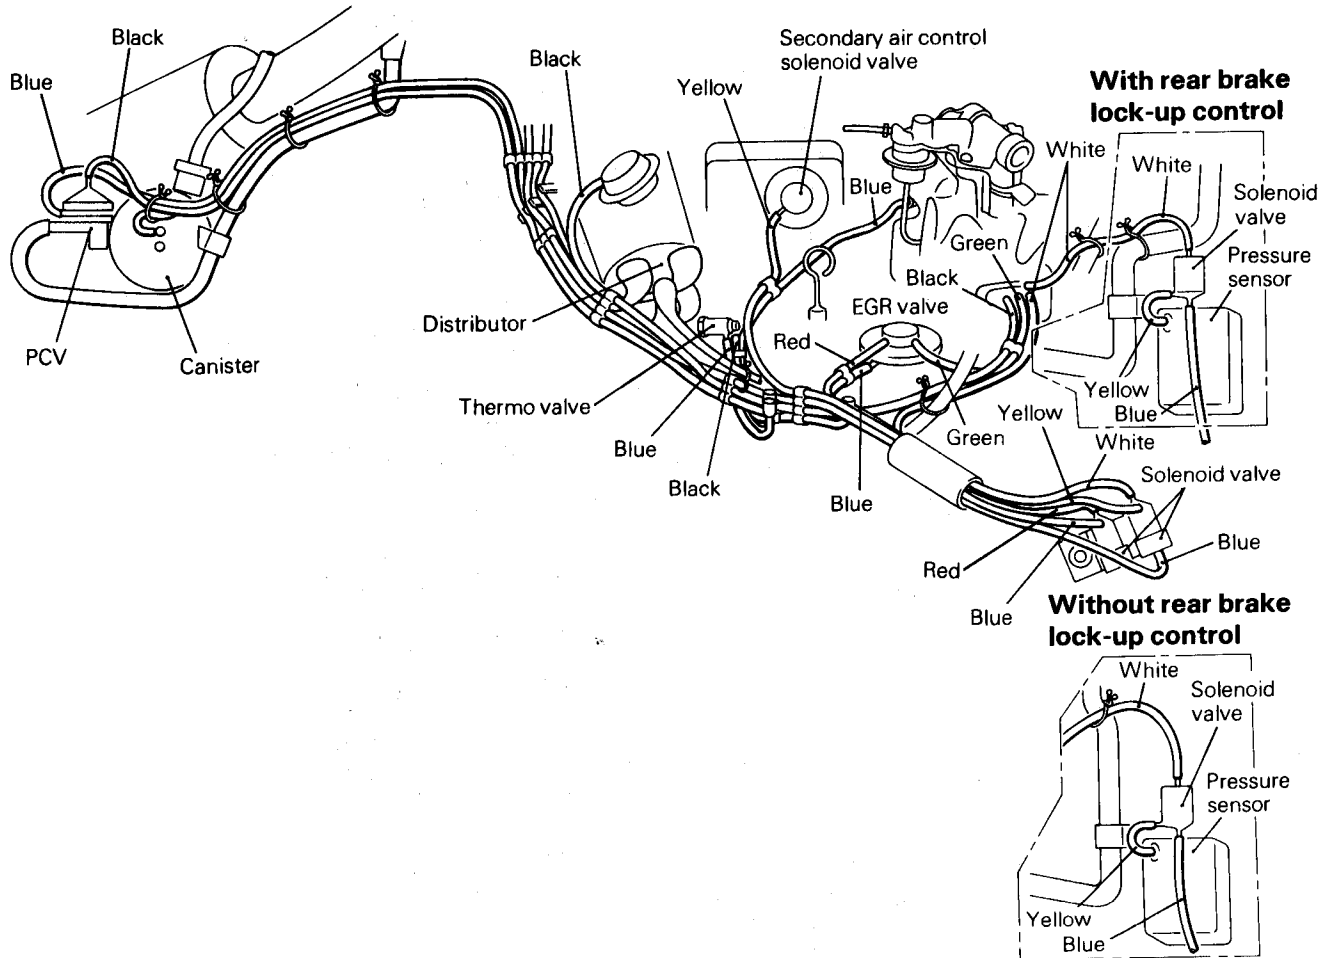 Black
Blue
PCV
Canister
Black
Distributor
Thermo valve
Blue
Black
Yellow
Secondary air control
solenoid valve
Blue
Green
Black
EGR valve
Red
Blue
Green
White
With rear brake
lock-up control
White
Solenoid
valve
Pressure
sensor
Yellow
Blue
Yellow
White
Solenoid valve
Blue
Red
Blue
Without rear brake
lock-up control
White
Solenoid
valve
Pressure
sensor
Yellow
Blue